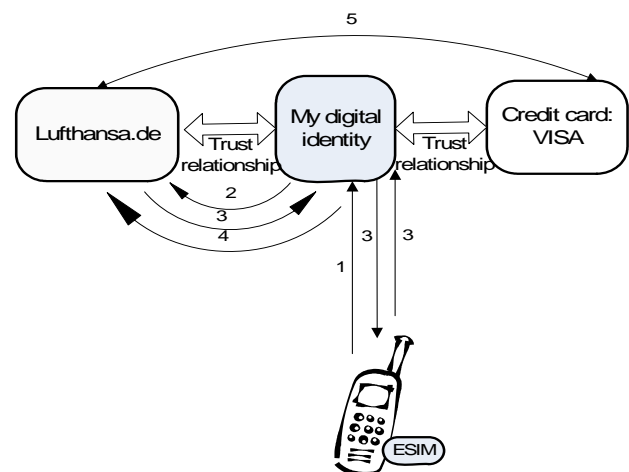 5
Lufthansa.de
My digital
identity
Credit card:
VISA
Trust
relationship
Trust
relationship
2
3
4
1
3
3
ESIM